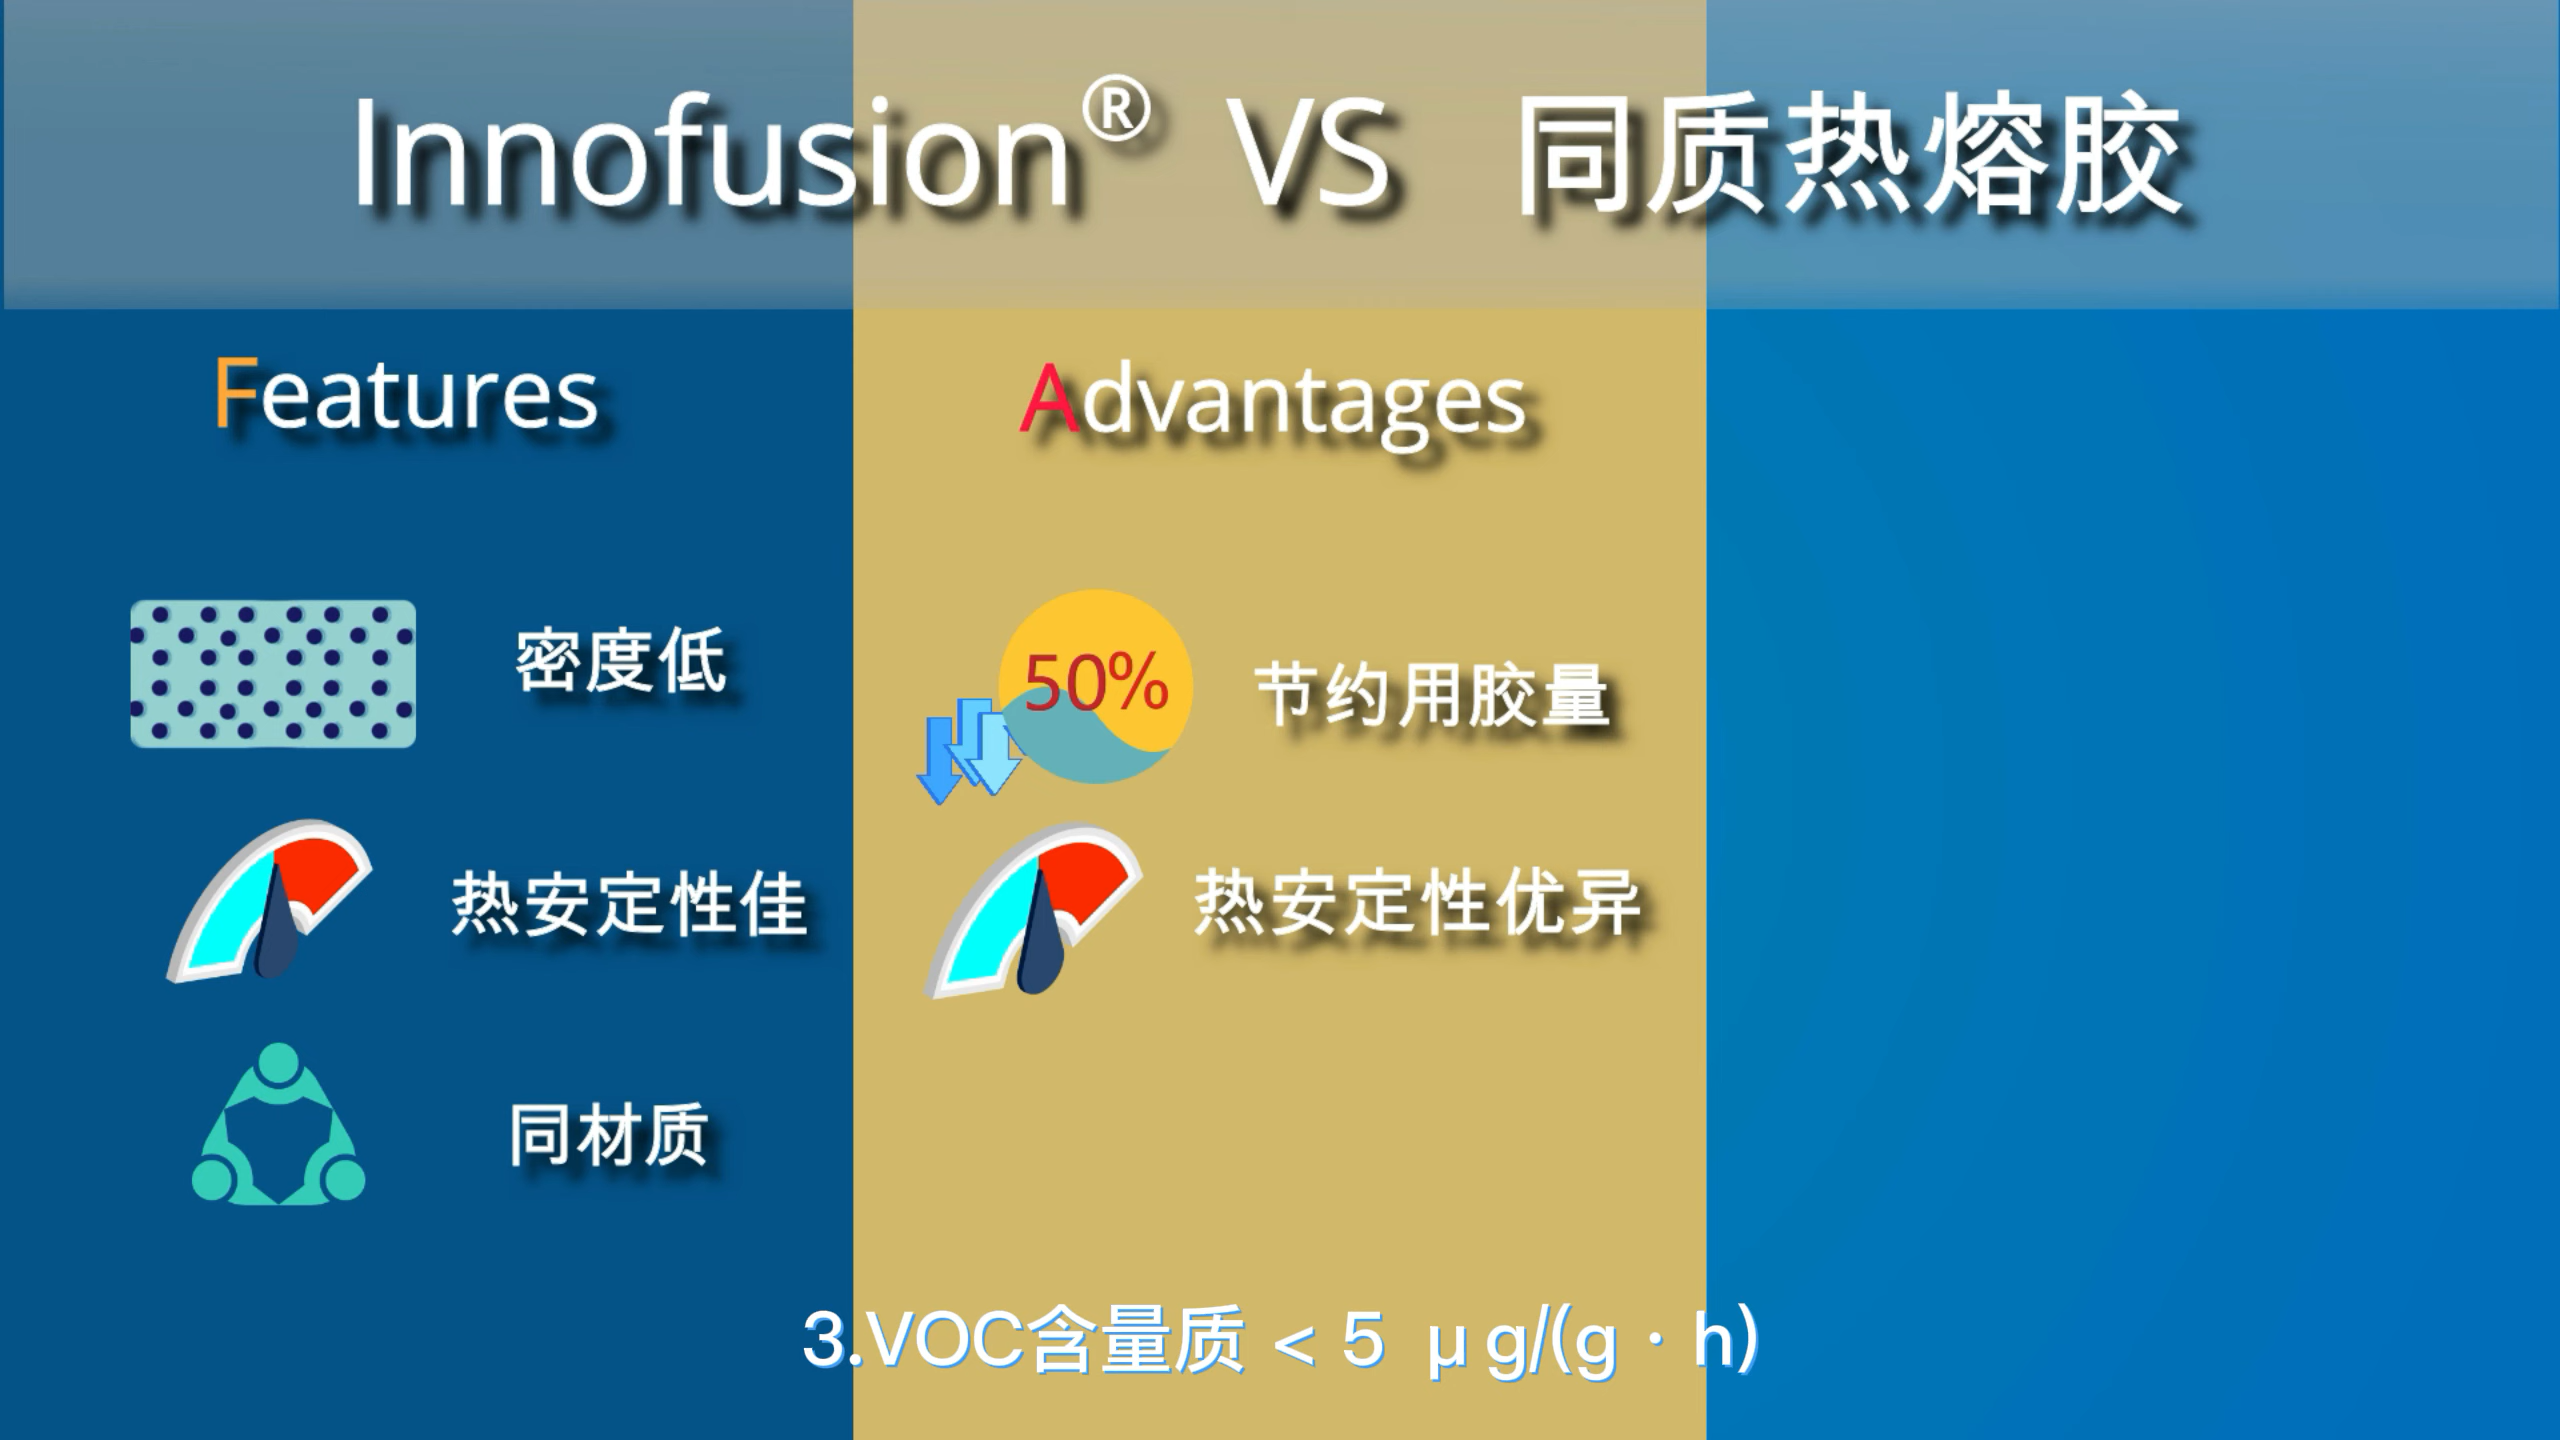 Innofusion® VS 同质热熔胶
Features
密度低
热安定性佳
同材质
Advantages
50%
节约用胶量
热安定性优异
3.VOC含量质 < 5 μg/(g·h)